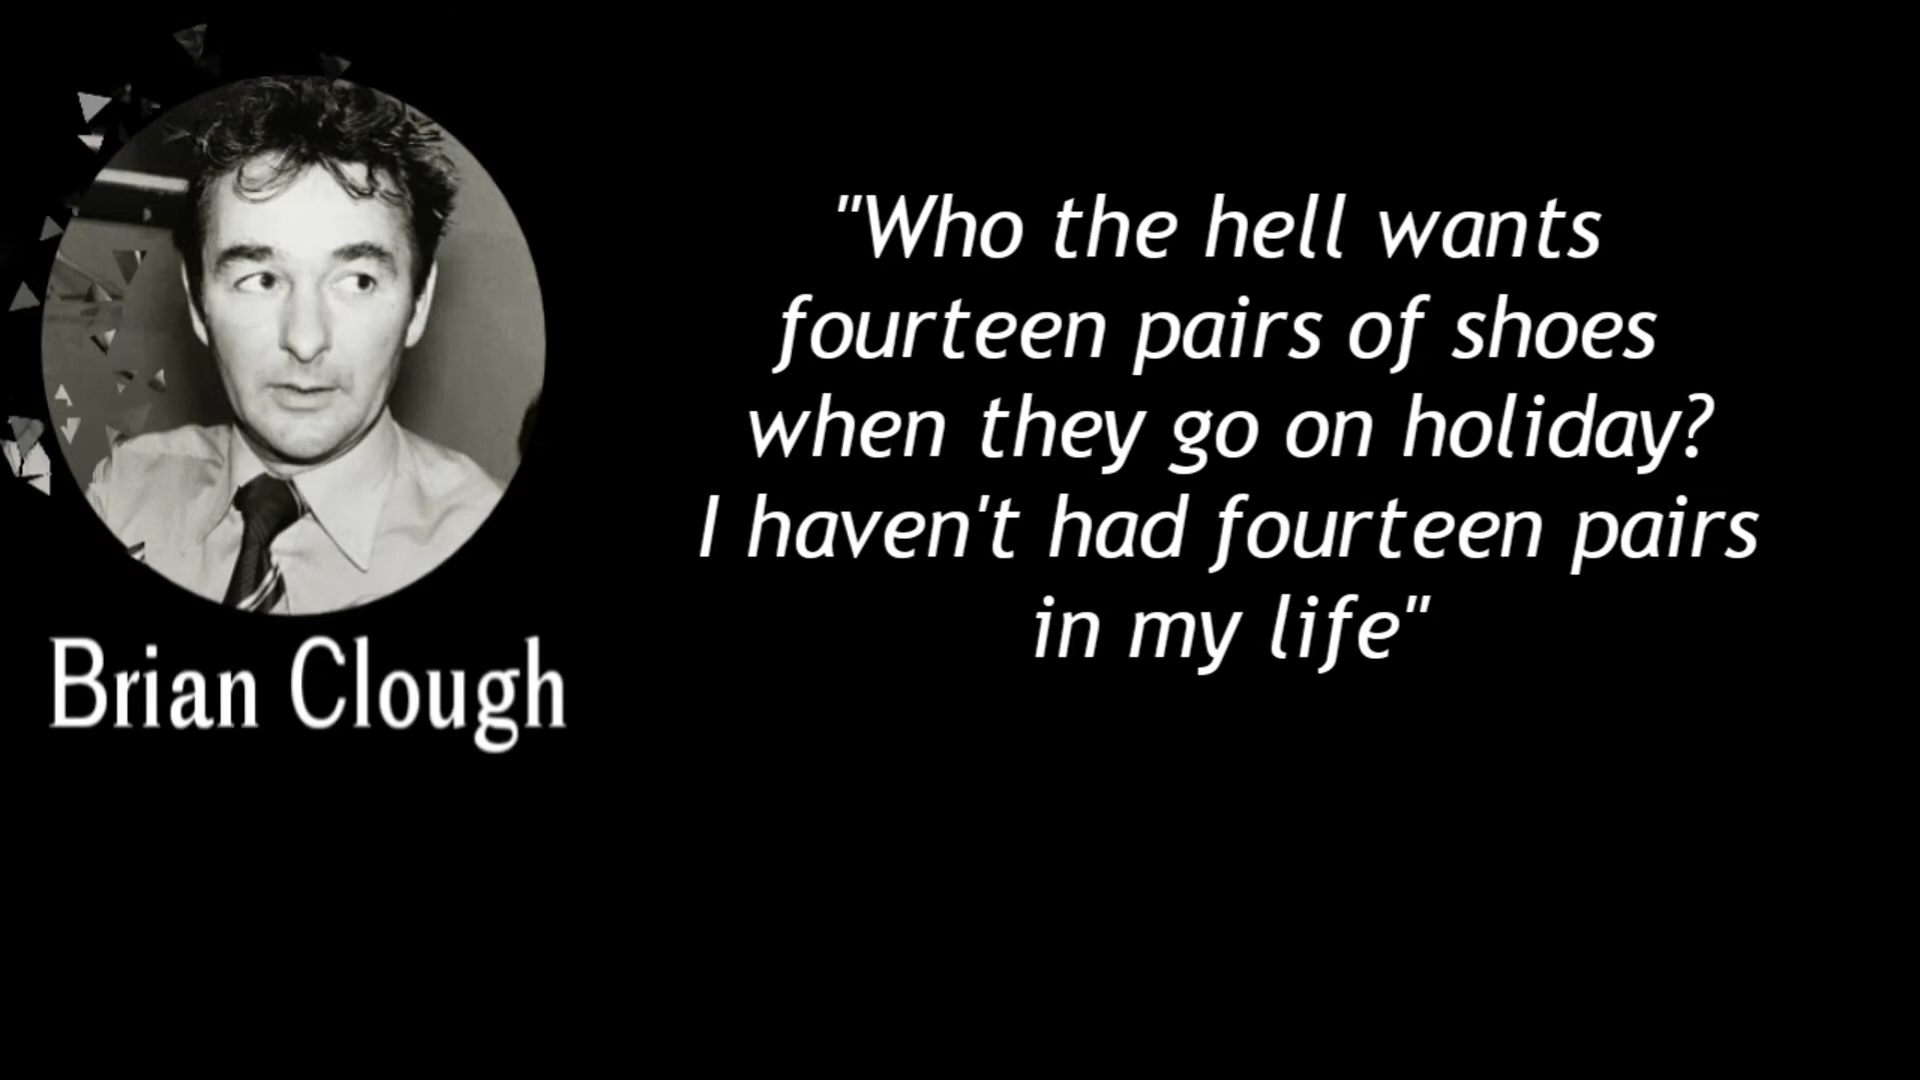 "Who the hell wants
fourteen pairs of shoes
when they go on holiday?
I haven't had fourteen pairs
in my life"
Brian Clough